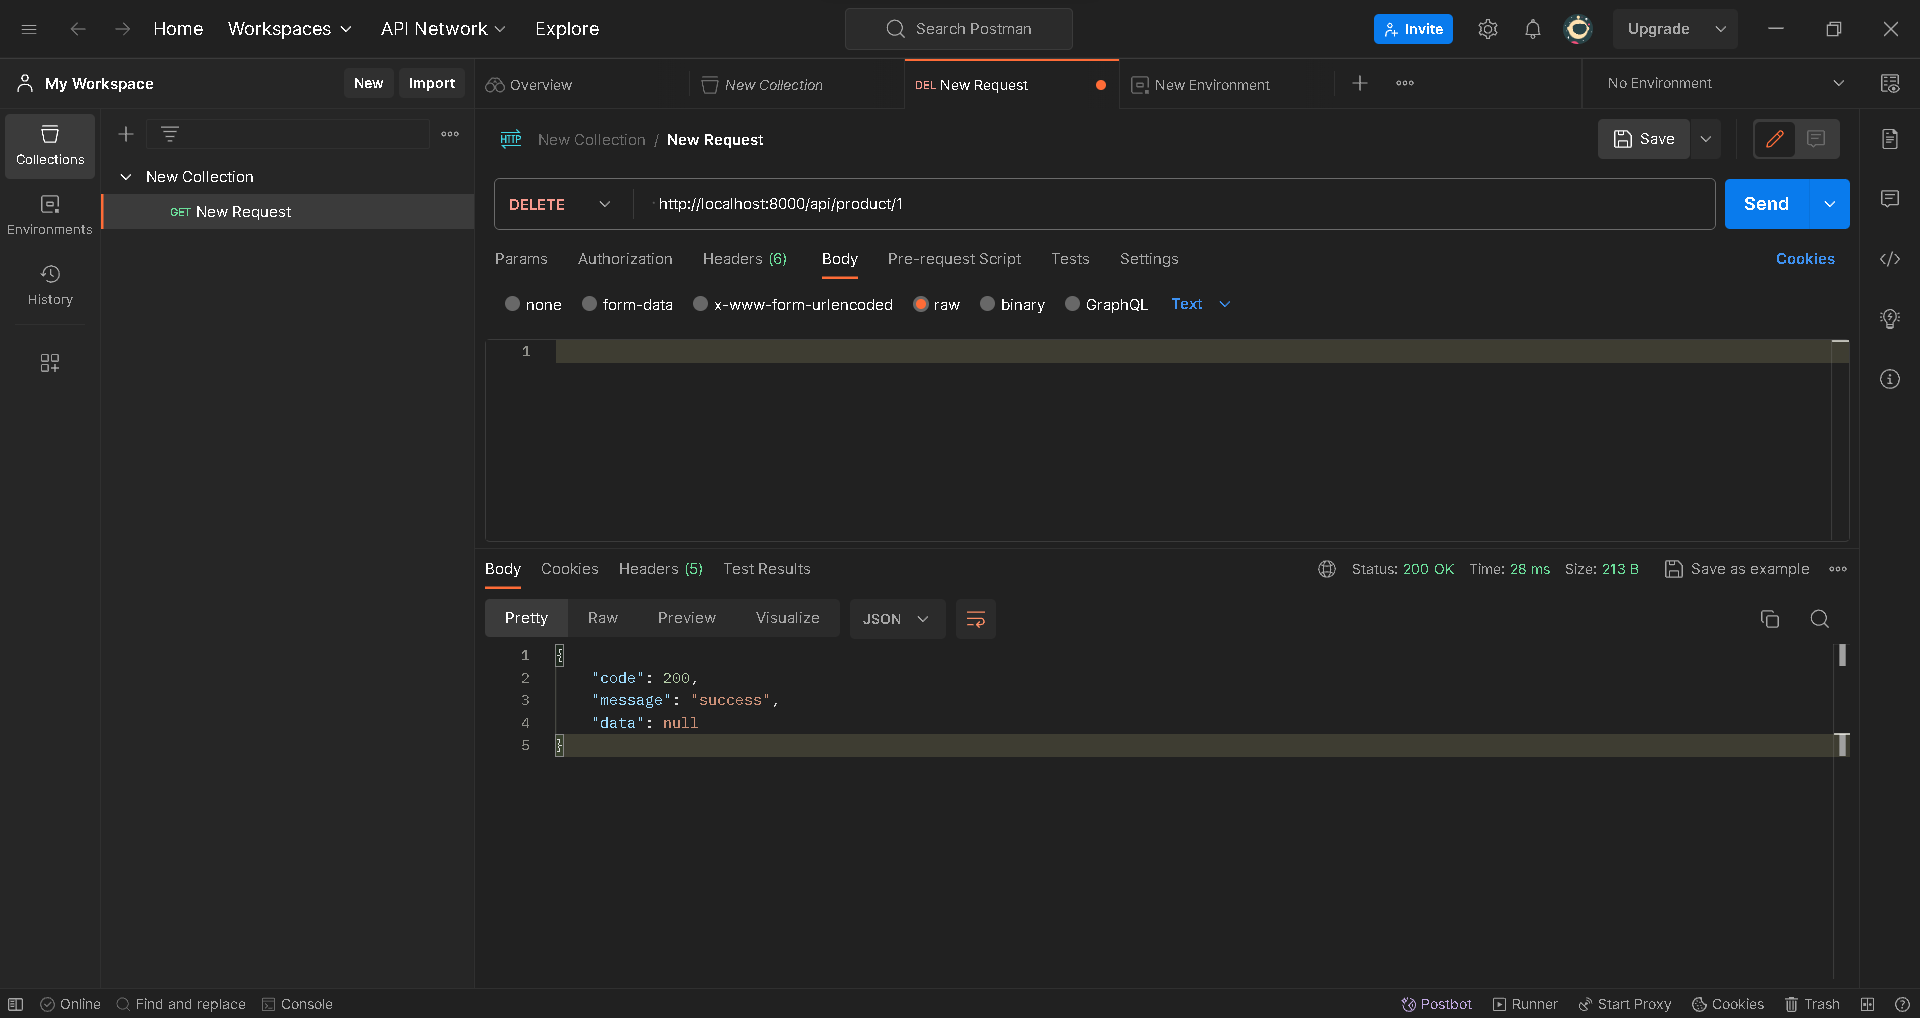 Home Workspaces API Network Explore Search Postman Invite Upgrade
My Workspace New Import Overview New Collection DEL New Request New Environment No Environment
Collections
Environments
History
New Collection
GET New Request
HTTP New Collection / New Request Save
DELETE http://localhost:8000/api/product/1 Send
Params Authorization Headers (6) Body Pre-request Script Tests Settings Cookies
none form-data x-www-form-urlencoded raw binary GraphQL Text
1
Body Cookies Headers (5) Test Results Status: 200 OK Time: 28 ms Size: 213 B Save as example
Pretty Raw Preview Visualize JSON
1 {
2 "code": 200,
3 "message": "success",
4 "data": null
5 }
Online Find and replace Console Postbot Runner Start Proxy Cookies Trash